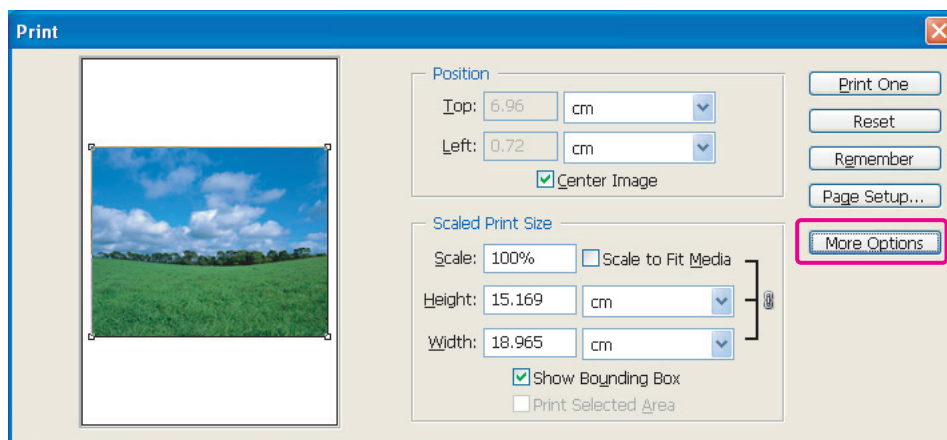 Print
Position
Top: 6.96 cm
Left: 0.72 cm
Center Image
Scaled Print Size
Scale: 100% Scale to Fit Media
Height: 15.169 cm
Width: 18.965 cm
Show Bounding Box
Print Selected Area
Print One
Reset
Remember
Page Setup...
More Options